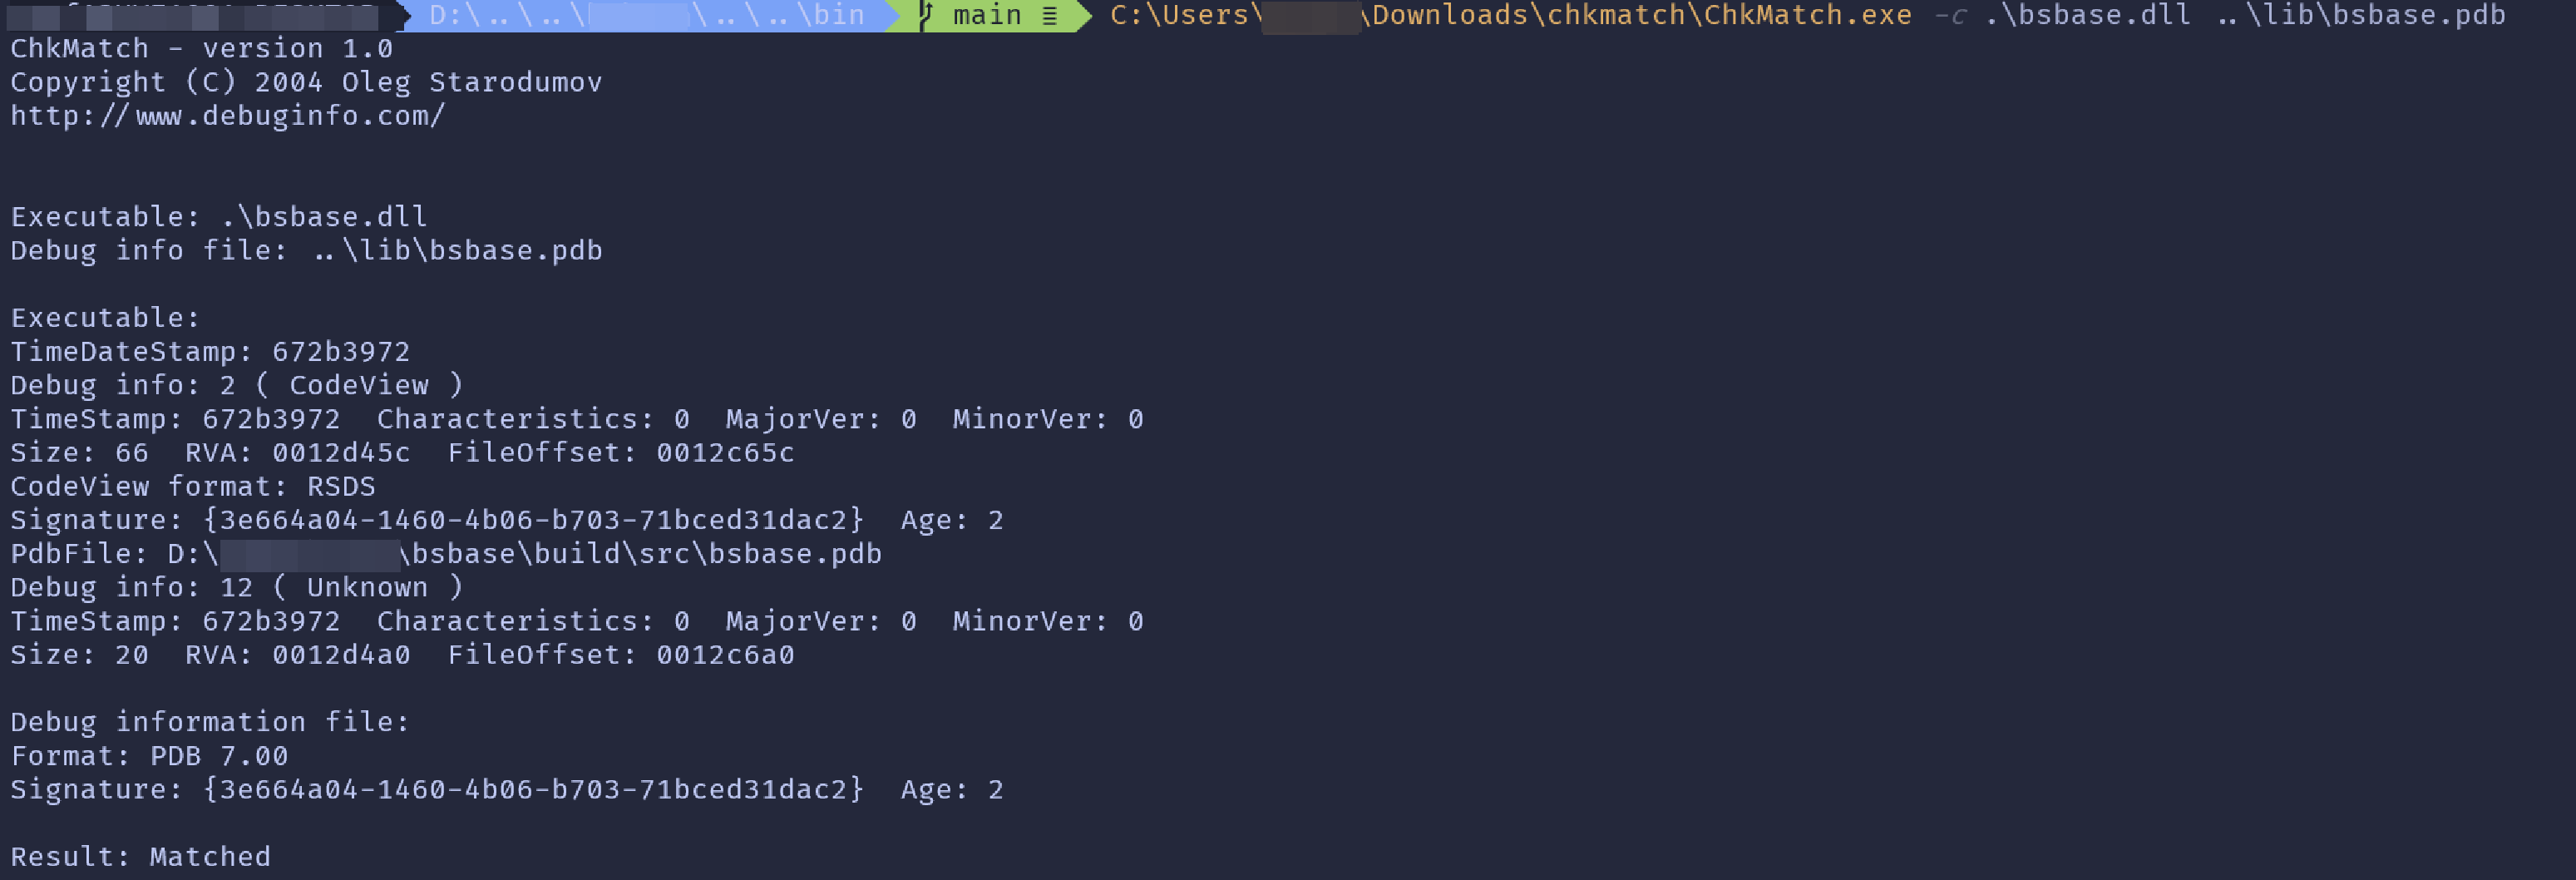 D:\..\..\ \..\..\bin main ≡ C:\Users\ \Downloads\chkmatch\ChkMatch.exe -c .\bsbase.dll ..\lib\bsbase.pdb
ChkMatch - version 1.0
Copyright (C) 2004 Oleg Starodumov
http://www.debuginfo.com/
Executable: .\bsbase.dll
Debug info file: ..\lib\bsbase.pdb
Executable:
TimeDateStamp: 672b3972
Debug info: 2 ( CodeView )
TimeStamp: 672b3972  Characteristics: 0  MajorVer: 0  MinorVer: 0
Size: 66  RVA: 0012d45c  FileOffset: 0012c65c
CodeView format: RSDS
Signature: {3e664a04-1460-4b06-b703-71bced31dac2}  Age: 2
PdbFile: D:\ \bsbase\build\src\bsbase.pdb
Debug info: 12 ( Unknown )
TimeStamp: 672b3972  Characteristics: 0  MajorVer: 0  MinorVer: 0
Size: 20  RVA: 0012d4a0  FileOffset: 0012c6a0
Debug information file:
Format: PDB 7.00
Signature: {3e664a04-1460-4b06-b703-71bced31dac2}  Age: 2
Result: Matched